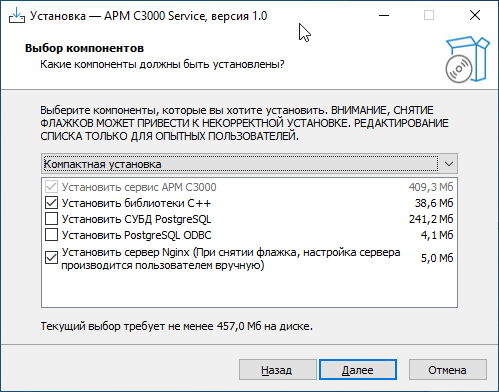 Установка — АРМ С3000 Service, версия 1.0
Выбор компонентов
Какие компоненты должны быть установлены?
Выберите компоненты, которые вы хотите установить. ВНИМАНИЕ, СНЯТИЕ
ФЛАЖКОВ МОЖЕТ ПРИВЕСТИ К НЕКОРРЕКТНОЙ УСТАНОВКЕ. РЕДАКТИРОВАНИЕ
СПИСКА ТОЛЬКО ДЛЯ ОПЫТНЫХ ПОЛЬЗОВАТЕЛЕЙ.
Компактная установка
Установить сервис АРМ С3000 409,3 Мб
Установить библиотеки C++ 38,6 Мб
Установить СУБД PostgreSQL 241,2 Мб
Установить PostgreSQL ODBC 4,1 Мб
Установить сервер Nginx (При снятии флажка, настройка сервера 5,0 Мб
производится пользователем вручную)
Текущий выбор требует не менее 457,0 Мб на диске.
Назад Далее Отмена